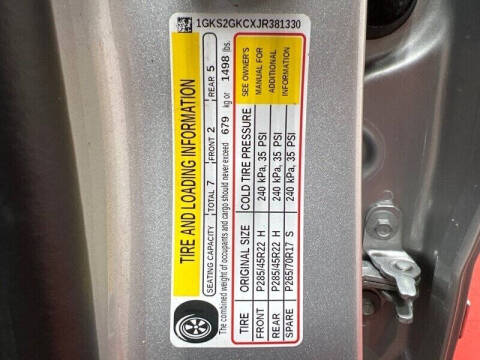 1GKS2GKCXJR381330
TIRE AND LOADING INFORMATION
SEATING CAPACITY TOTAL 7 FRONT 2 REAR 5
The combined weight of occupants and cargo should never exceed 679 kg or 1498 lbs.
TIRE ORIGINAL SIZE COLD TIRE PRESSURE
FRONT P285/45R22 H 240 kPa, 35 PSI
REAR P285/45R22 H 240 kPa, 35 PSI
SPARE P265/70R17 S 240 kPa, 35 PSI
SEE OWNER'S
MANUAL FOR
ADDITIONAL
INFORMATION